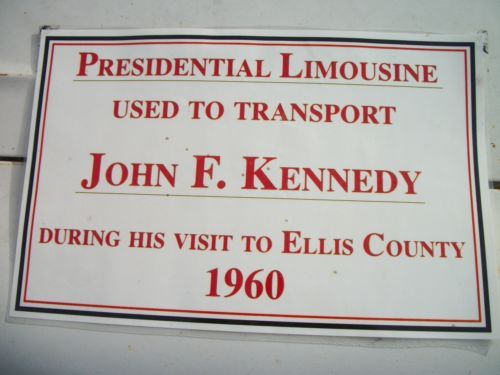 PRESIDENTIAL LIMOUSINE
USED TO TRANSPORT
JOHN F. KENNEDY
DURING HIS VISIT TO ELLIS COUNTY
1960